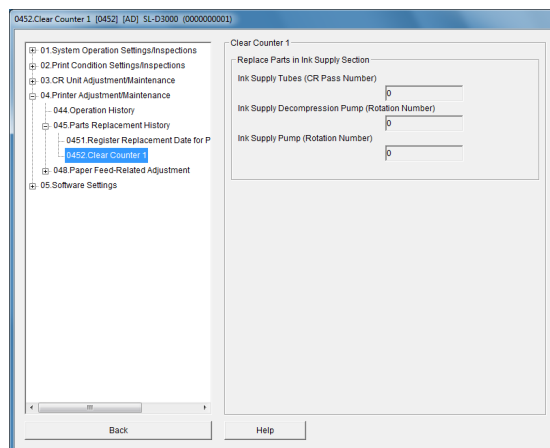 0452.Clear Counter 1 [0452] [AD] SL-D3000 (0000000001)
01.System Operation Settings/Inspections
02.Print Condition Settings/Inspections
03.CR Unit Adjustment/Maintenance
04.Printer Adjustment/Maintenance
044.Operation History
045.Parts Replacement History
0451.Register Replacement Date for P
0452.Clear Counter 1
048.Paper Feed-Related Adjustment
05.Software Settings
Clear Counter 1
Replace Parts in Ink Supply Section
Ink Supply Tubes (CR Pass Number)
0
Ink Supply Decompression Pump (Rotation Number)
0
Ink Supply Pump (Rotation Number)
0
Back
Help